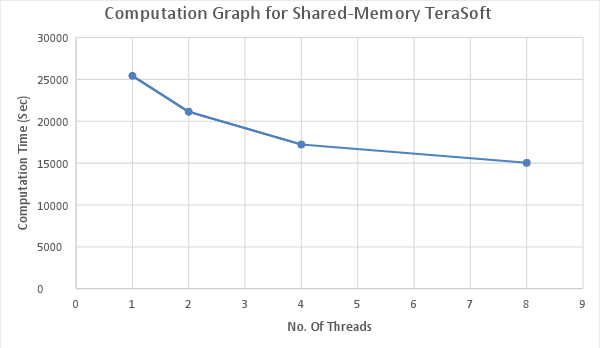 Computation Graph for Shared-Memory TeraSoft
30000
25000
20000
15000
10000
5000
0
Computation Time (Sec)
0 1 2 3 4 5 6 7 8 9
No. Of Threads